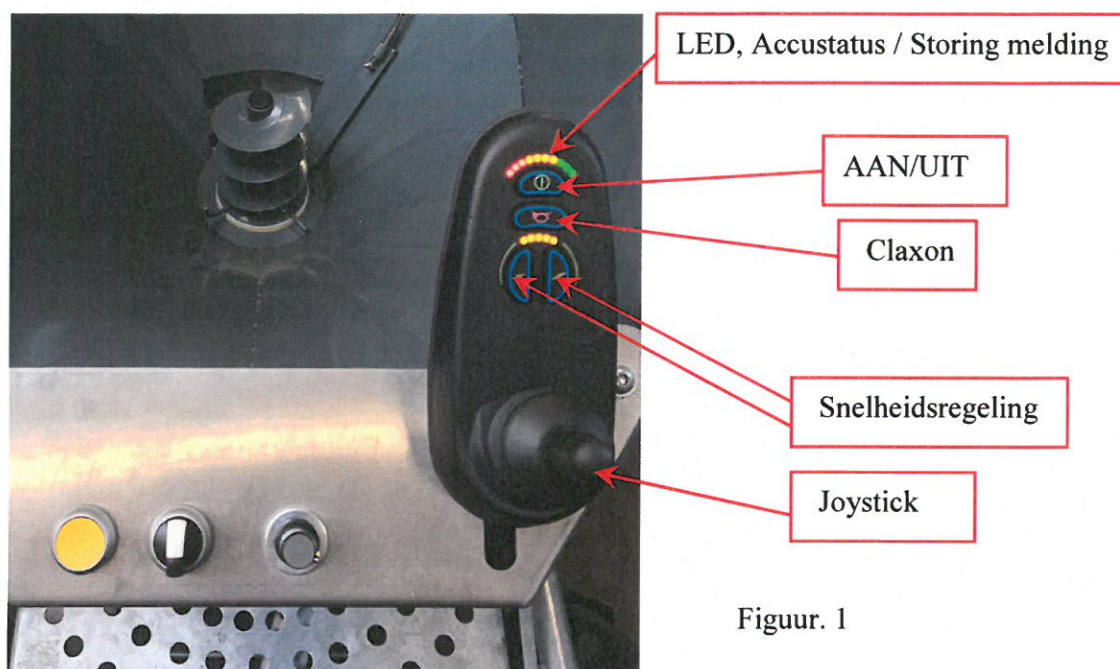 LED, Accustatus / Storing melding
AAN/UIT
Claxon
Snelheidsregeling
Joystick
Figuur. 1